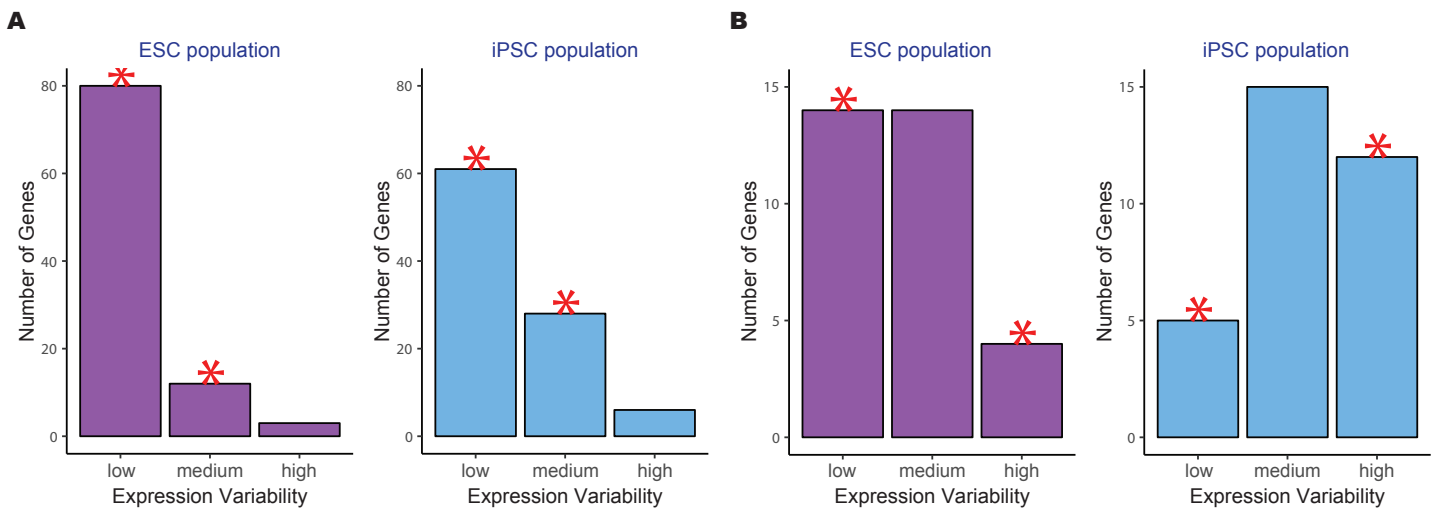 A
ESC population
Number of Genes
80
60
40
20
0
low medium high
Expression Variability
iPSC population
Number of Genes
80
60
40
20
0
low medium high
Expression Variability
B
ESC population
Number of Genes
15
10
5
0
low medium high
Expression Variability
iPSC population
Number of Genes
15
10
5
0
low medium high
Expression Variability